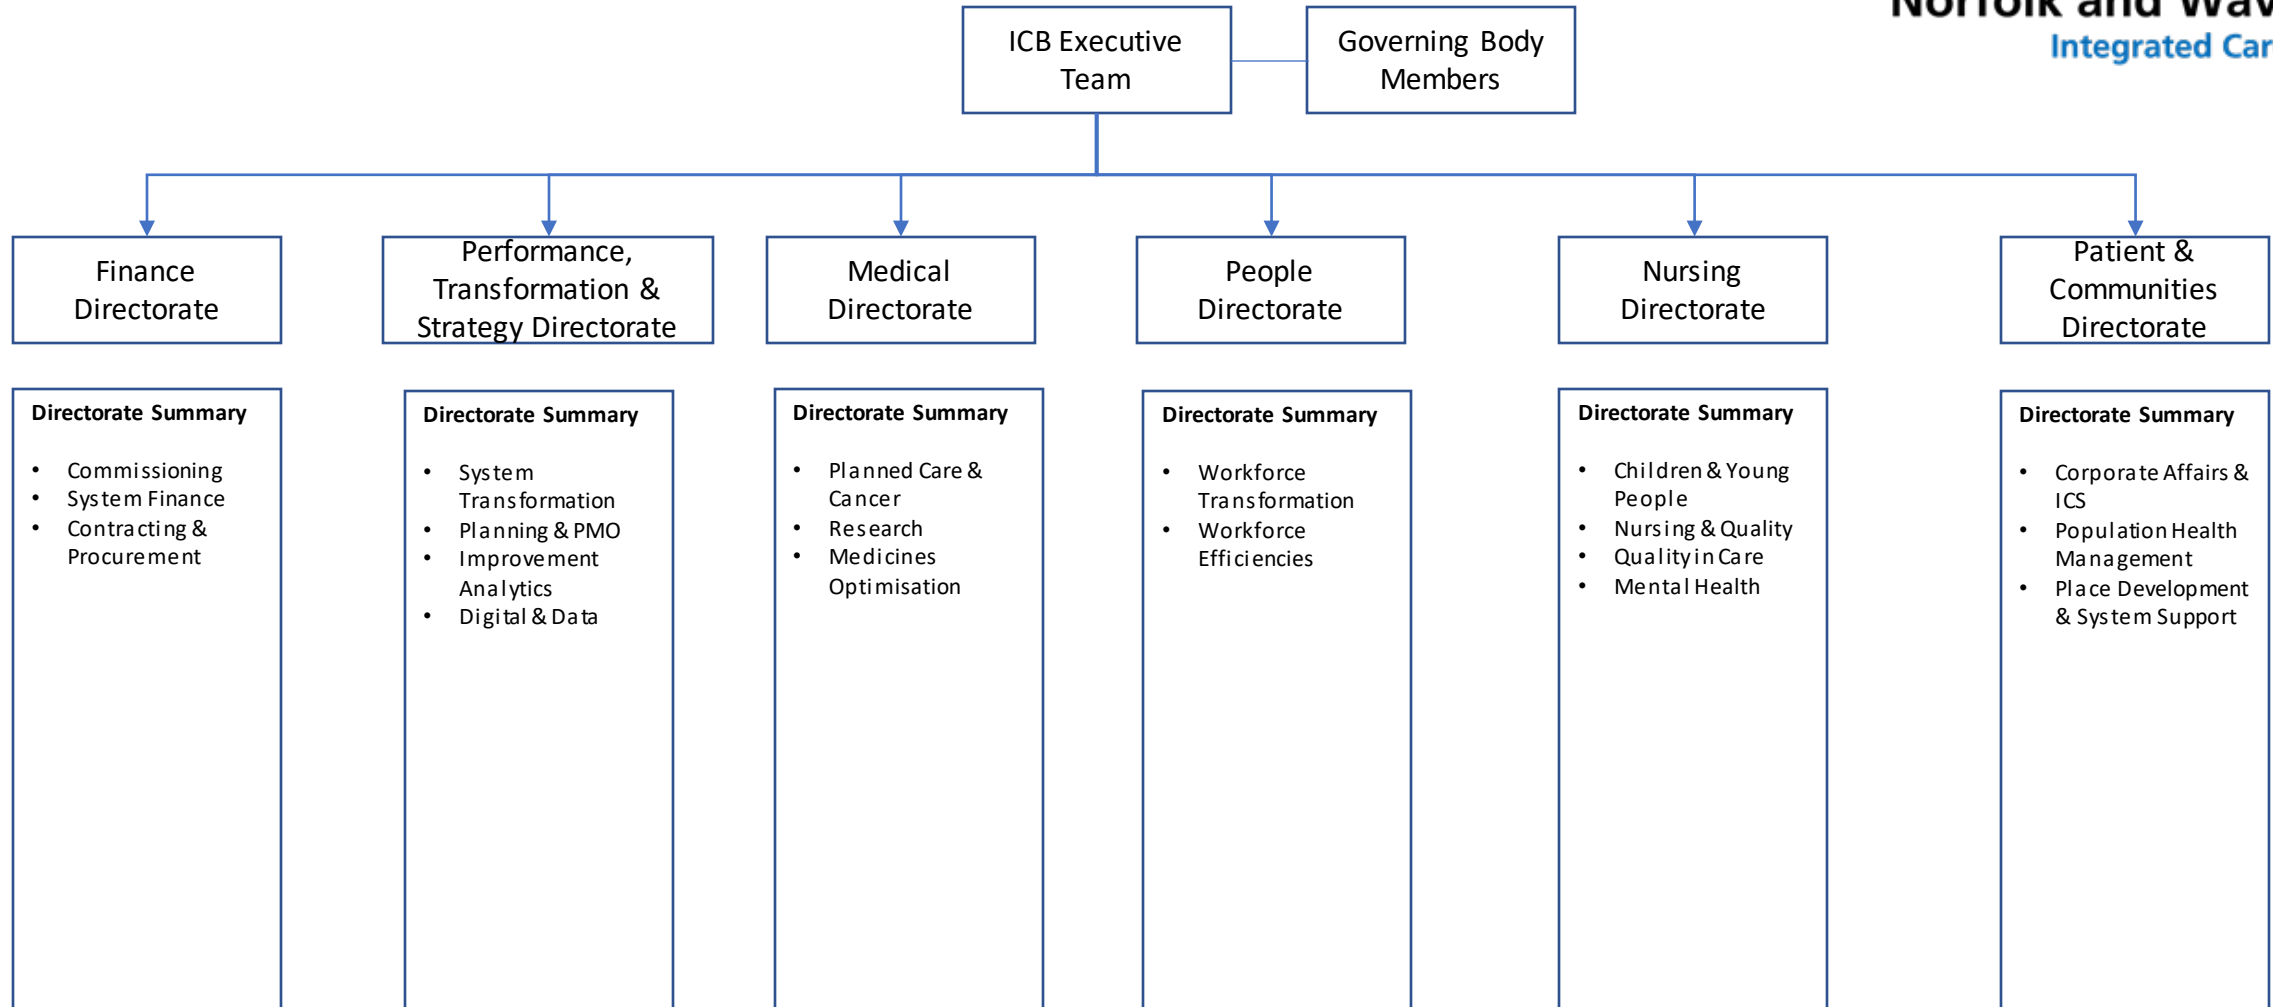 Norfolk and Wav
Integrated Car
ICB Executive
Team
Governing Body
Members
Finance
Directorate
Performance,
Transformation &
Strategy Directorate
Medical
Directorate
People
Directorate
Nursing
Directorate
Patient &
Communities
Directorate
Directorate Summary
• Commissioning
• System Finance
• Contracting &
Procurement
Directorate Summary
• System
Transformation
• Planning & PMO
• Improvement
Analytics
• Digital & Data
Directorate Summary
• Planned Care &
Cancer
• Research
• Medicines
Optimisation
Directorate Summary
• Workforce
Transformation
• Workforce
Efficiencies
Directorate Summary
• Children & Young
People
• Nursing & Quality
• Quality in Care
• Mental Health
Directorate Summary
• Corporate Affairs &
ICS
• Population Health
Management
• Place Development
& System Support